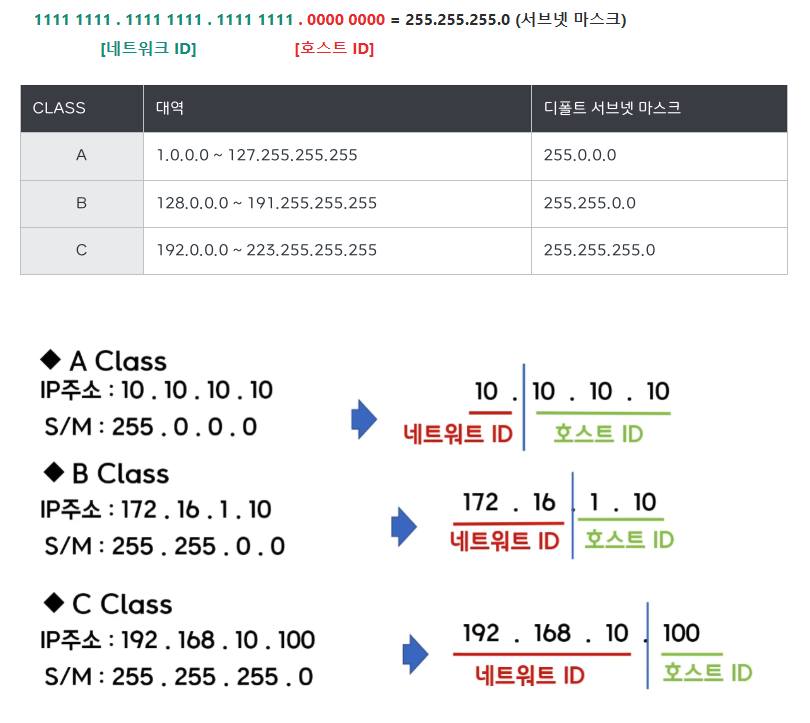 1111 1111 . 1111 1111 . 1111 1111 . 0000 0000 = 255.255.255.0 (서브넷 마스크)
[네트워크 ID] [호스트 ID]
CLASS 대역 디폴트 서브넷 마스크
A 1.0.0.0 ~ 127.255.255.255 255.0.0.0
B 128.0.0.0 ~ 191.255.255.255 255.255.0.0
C 192.0.0.0 ~ 223.255.255.255 255.255.255.0
◆ A Class
IP주소 : 10 . 10 . 10 . 10
S/M : 255 . 0 . 0 . 0
10 . 10 . 10 . 10
네트워트 ID 호스트 ID
◆ B Class
IP주소 : 172 . 16 . 1 . 10
S/M : 255 . 255 . 0 . 0
172 . 16 . 1 . 10
네트워트 ID 호스트 ID
◆ C Class
IP주소 : 192 . 168 . 10 . 100
S/M : 255 . 255 . 255 . 0
192 . 168 . 10 . 100
네트워트 ID 호스트 ID